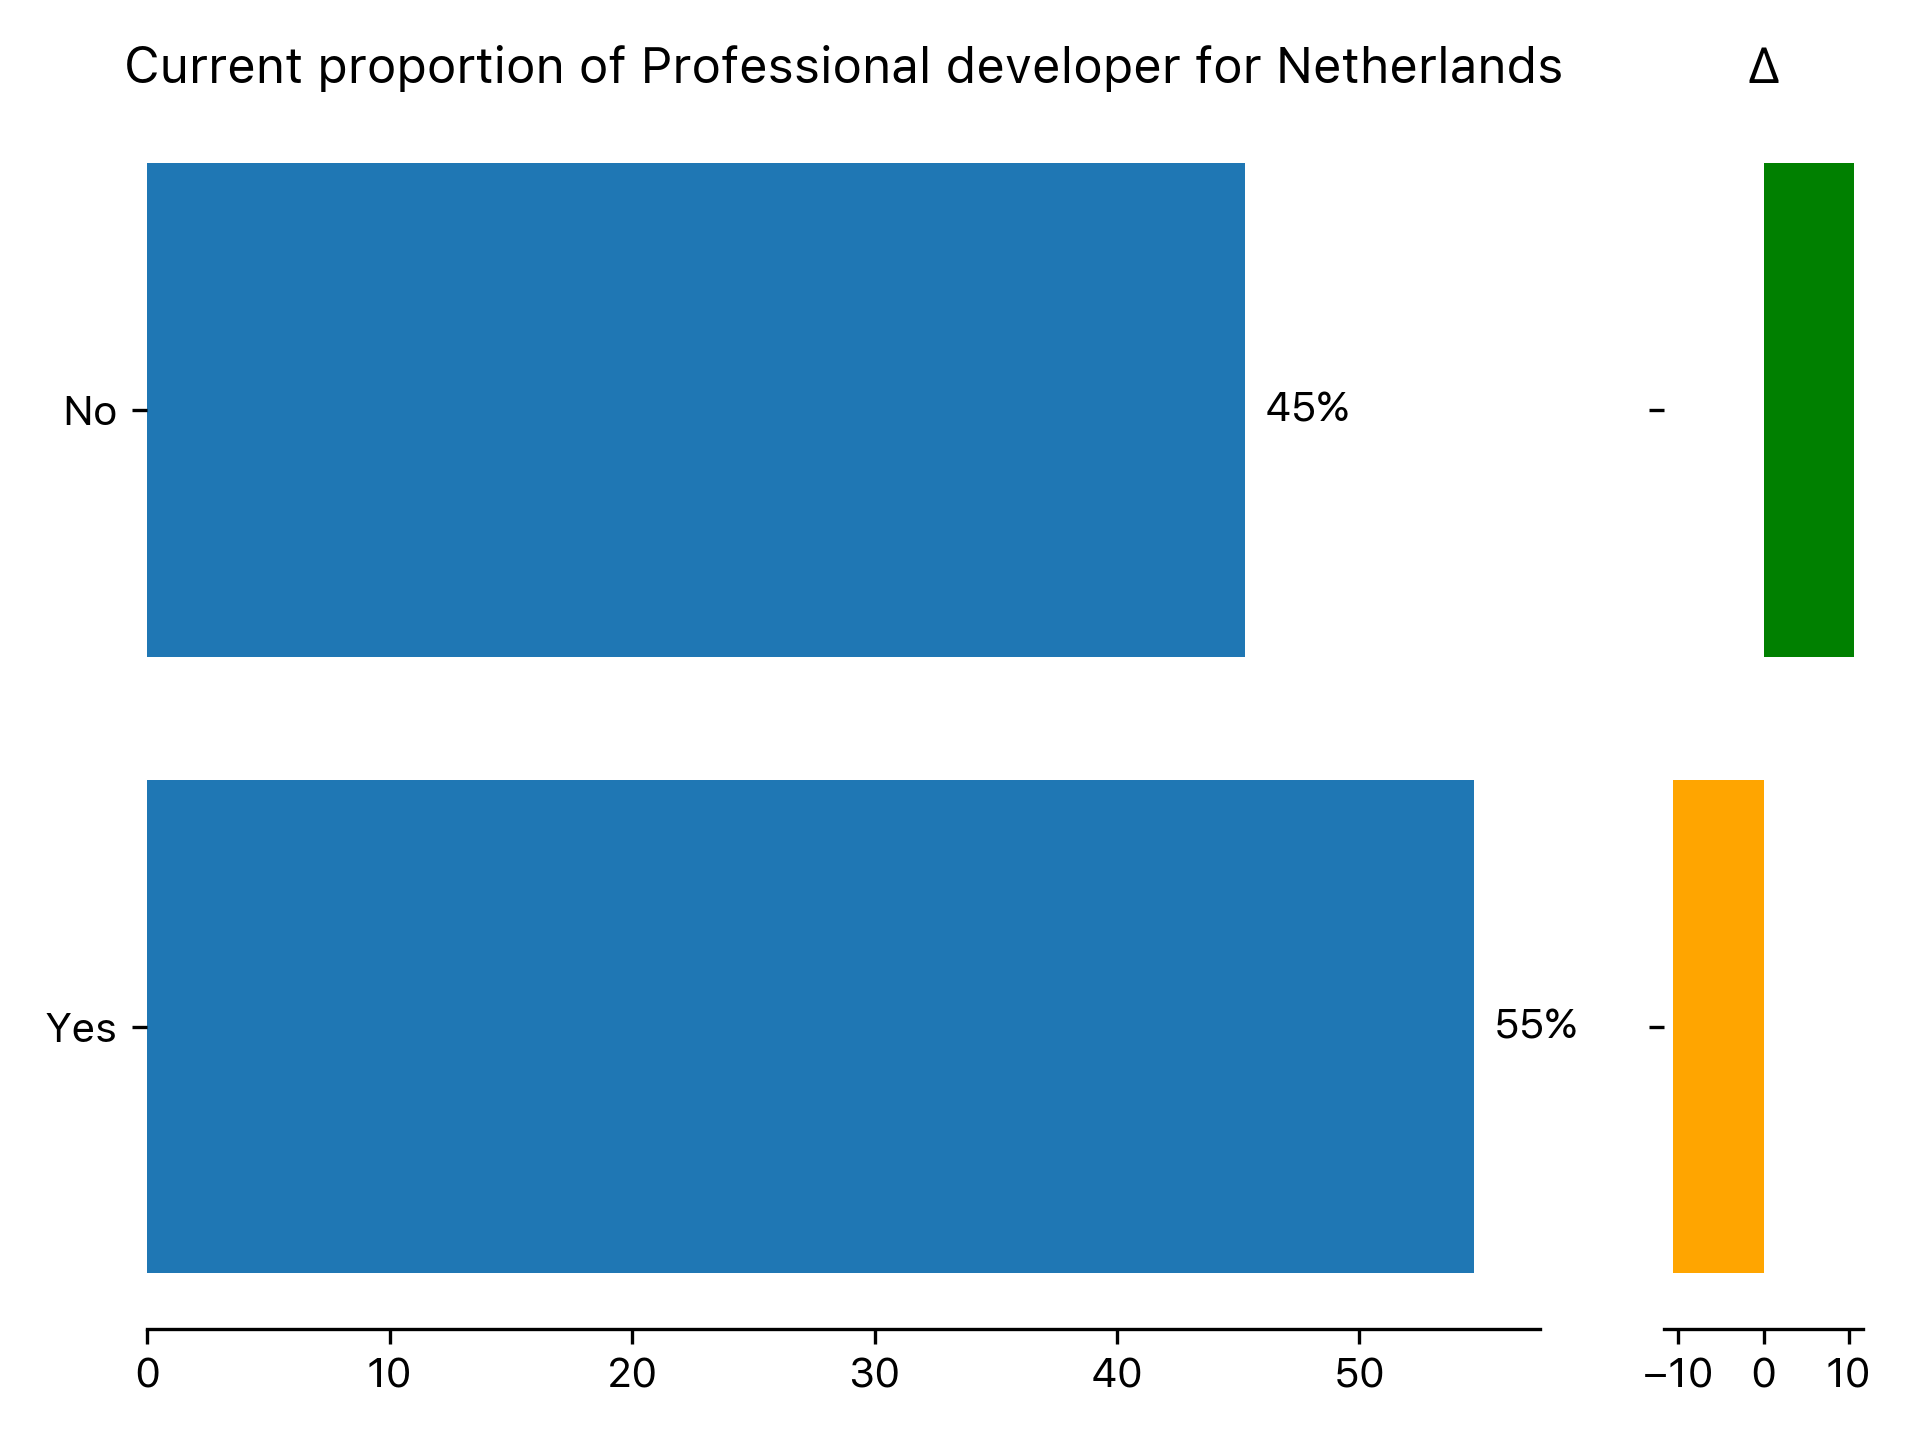 Current proportion of Professional developer for Netherlands Δ
No 45%
Yes 55%
0 10 20 30 40 50 −10 0 10